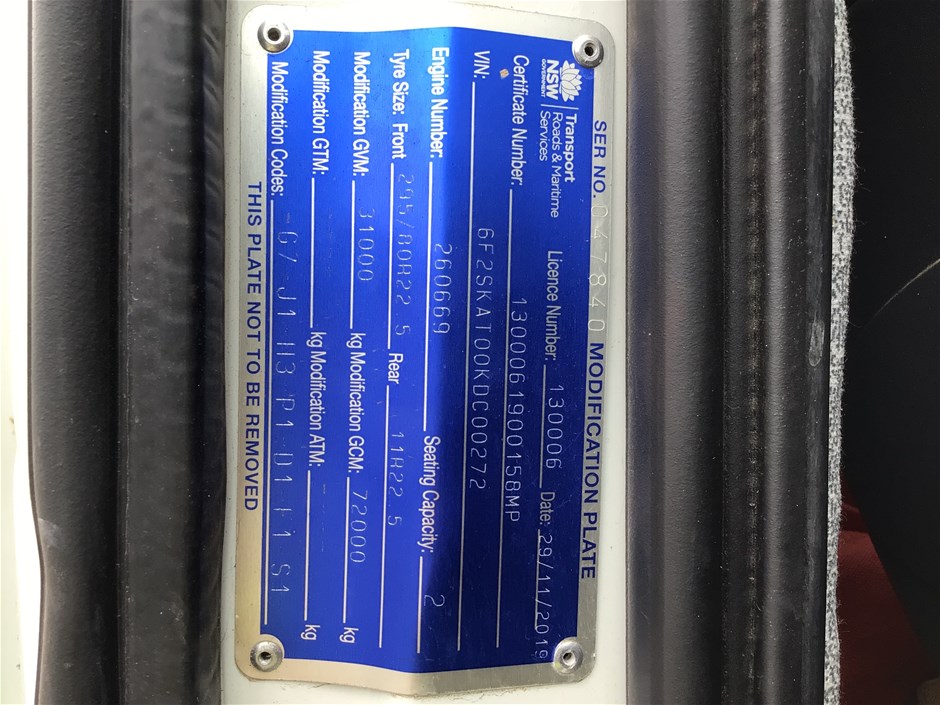 SER NO. 047840 MODIFICATION PLATE
NSW GOVERNMENT Transport Roads & Maritime Services
Licence Number: 130006 Date: 29/11/2019
Certificate Number: 1300061900158MP
VIN: 6F2SKAT00KDC00272
Engine Number: 260669 Seating Capacity: 2
Tyre Size: Front 295/80R22.5 Rear 11R22.5
Modification GVM: 31000 kg Modification GCM: 72000 kg
Modification GTM: kg Modification ATM: kg
Modification Codes: G7 J1 H3 P1 D1 L1 S1
THIS PLATE NOT TO BE REMOVED